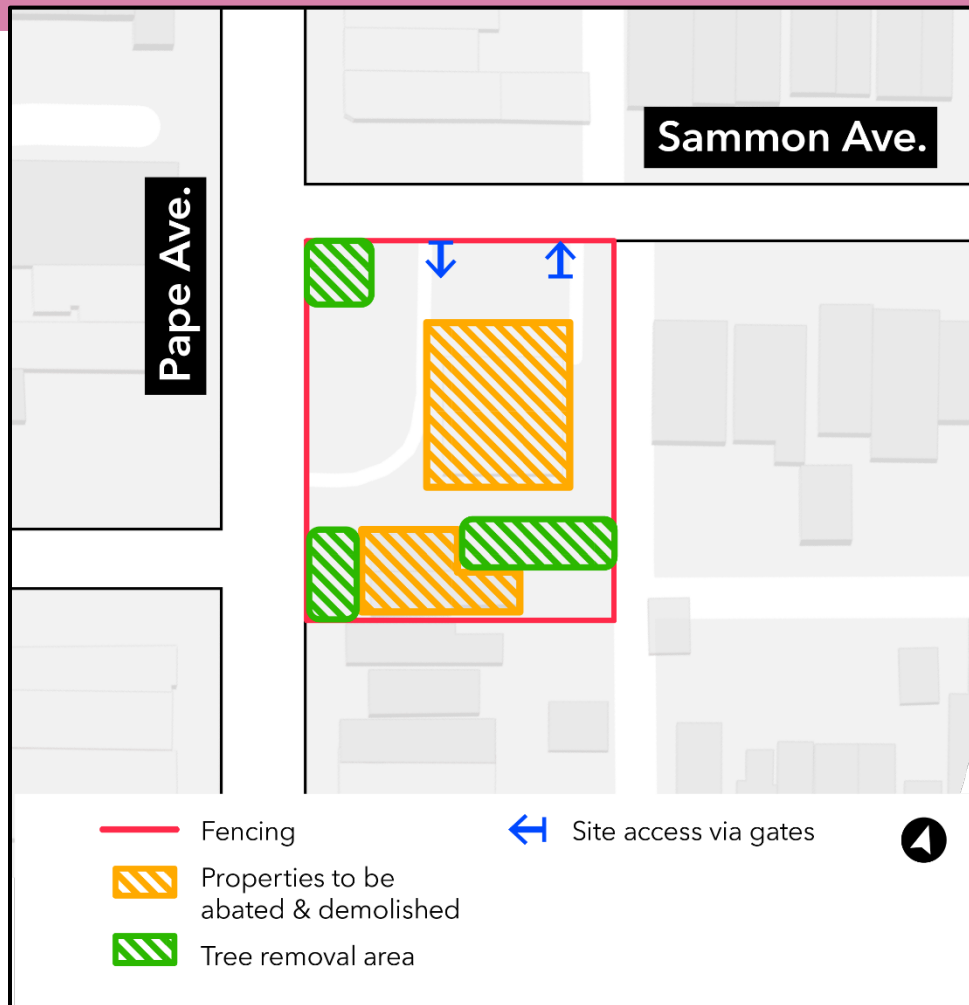 Sammon Ave.
Pape Ave.
Fencing
Site access via gates
Properties to be
abated & demolished
Tree removal area